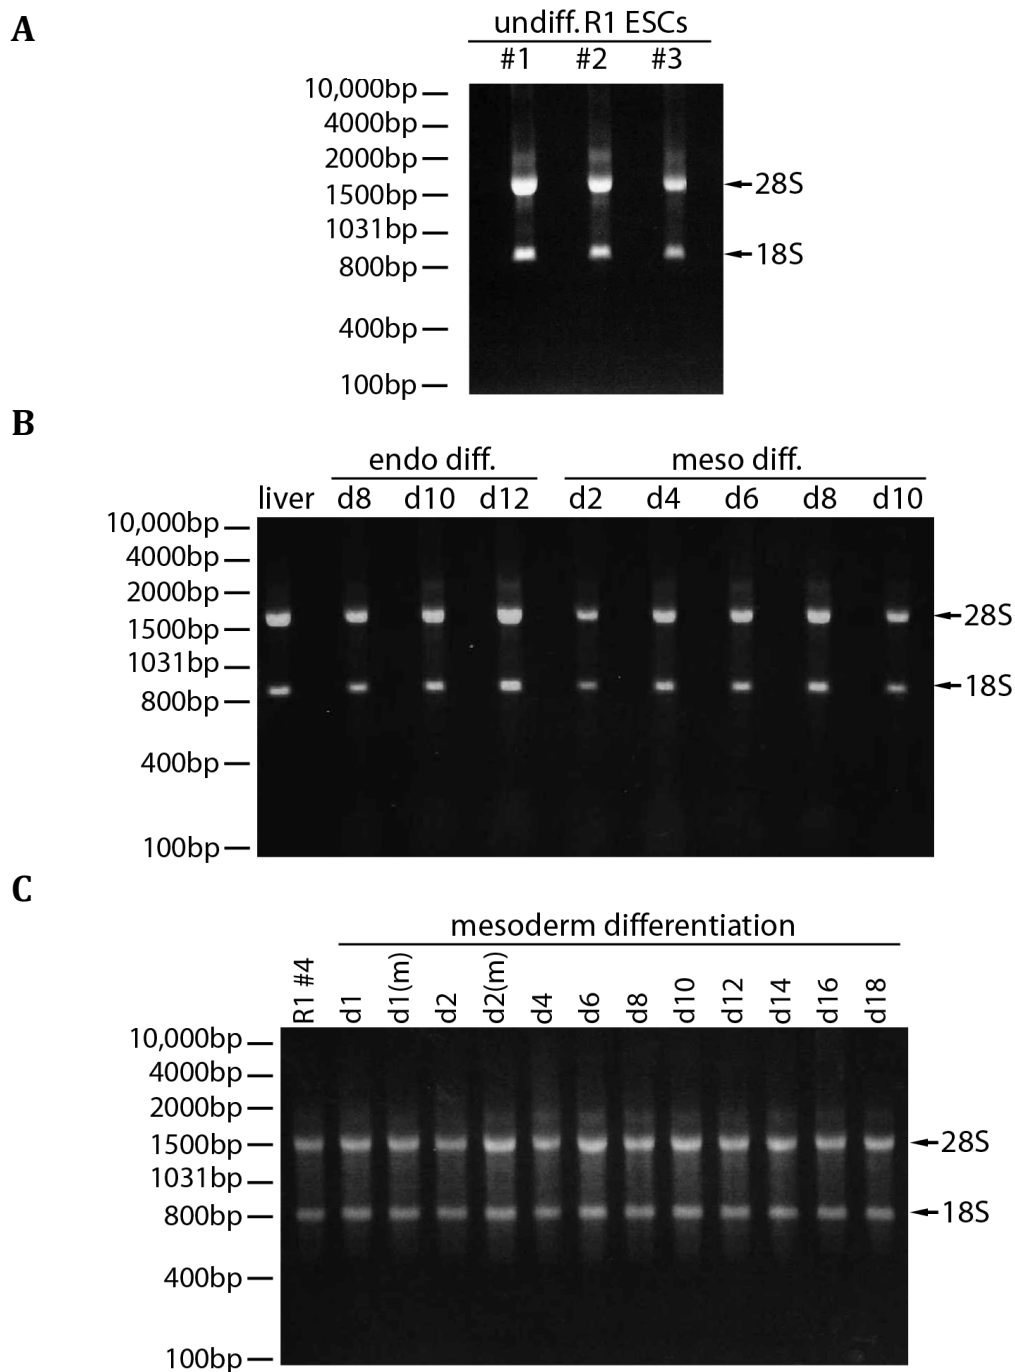 A
undiff. R1 ESCs
#1 #2 #3
10,000bp
4000bp
2000bp
28S
1500bp
1031bp
18S
800bp
400bp
100bp
B
endo diff. meso diff.
liver d8 d10 d12 d2 d4 d6 d8 d10
10,000bp
4000bp
2000bp
28S
1500bp
1031bp
18S
800bp
400bp
100bp
C
mesoderm differentiation
R1 #4 d1 d1(m) d2 d2(m) d4 d6 d8 d10 d12 d14 d16 d18
10,000bp
4000bp
2000bp
1500bp 28S
1031bp
800bp 18S
400bp
100bp